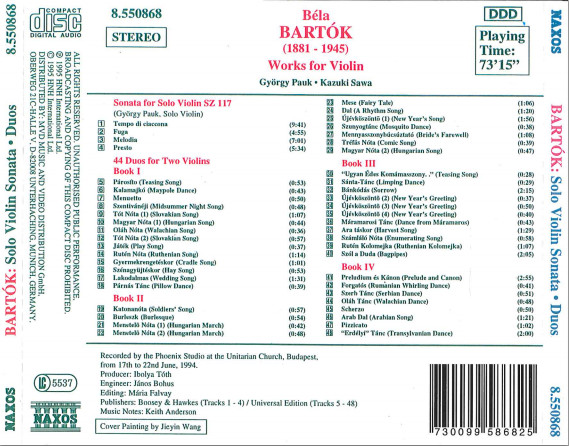 8.550868
COMPACT
disc
DIGITAL AUDIO
8.550868
STEREO
Béla
BARTÓK
(1881 - 1945)
Works for Violin
György Pauk • Kazuki Sawa
DDD
Playing
Time:
73'15"
NAXOS
BARTÓK: Solo Violin Sonata • Duos
8.550868
NAXOS
BARTÓK: Solo Violin Sonata • Duos
8.550868
ALL RIGHTS RESERVED. UNAUTHORISED PUBLIC PERFORMANCE,
BROADCASTING AND COPYING OF THIS COMPACT DISC PROHIBITED.
℗ 1995 HNH International Ltd.
© 1995 HNH International Ltd.
DISTRIBUTED BY: MVD MUSIC AND VIDEO DISTRIBUTION GmbH,
OBERWEG 21C-HALLE V - D-82008 UNTERHACHING, MUNICH, GERMANY.
Sonata for Solo Violin SZ 117
(György Pauk, Solo Violin)
1 Tempo di ciaccona (9:41)
2 Fuga (4:55)
3 Melodia (7:01)
4 Presto (5:34)
44 Duos for Two Violins
Book I
5 Párosító (Teasing Song) (0:53)
6 Kalamajkó (Maypole Dance) (0:43)
7 Menuetto (0:50)
8 Szentivánéji (Midsummer Night Song) (0:48)
9 Tót Nóta (1) (Slovakian Song) (1:07)
10 Magyar Nóta (1) (Hungarian Song) (0:44)
11 Oláh Nóta (Walachian Song) (0:36)
12 Tót Nóta (2) (Slovakian Song) (0:57)
13 Játék (Play Song) (0:37)
14 Rutén Nóta (Ruthenian Song) (1:14)
15 Gyermekrengetéskor (Cradle Song) (1:01)
16 Szénagyüjtéskor (Hay Song) (0:53)
17 Lakodalmas (Wedding Song) (1:31)
18 Párnás Tánc (Pillow Dance) (0:39)
Book II
19 Katonanóta (Soldiers' Song) (0:57)
20 Burleszk (Burlesque) (0:54)
21 Menetelő Nóta (1) (Hungarian March) (0:42)
22 Menetelő Nóta (2) (Hungarian March) (0:48)
23 Mese (Fairy Tale) (1:06)
24 Dal (A Rhythm Song) (1:20)
25 Újévköszöntö (1) (New Year's Song) (1:56)
26 Szunyogtánc (Mosquito Dance) (0:38)
27 Mennyasszonybúcsúztató (Bride's Farewell) (1:08)
28 Tréfás Nóta (Comic Song) (0:39)
29 Magyar Nóta (2) (Hungarian Song) (0:47)
Book III
30 "Ugyan Édes Komámasszony.." (Teasing Song) (0:28)
31 Sánta-Tánc (Limping Dance) (0:29)
32 Bánkódás (Sorrow) (2:15)
33 Újévköszöntö (2) (New Year's Greeting) (0:37)
34 Újévköszöntö (3) (New Year's Greeting) (0:50)
35 Újévköszöntö (4) (New Year's Greeting) (0:40)
36 Máramarosi Tánc (Dance from Maramoros) (0:43)
37 Ara táskor (Harvest Song) (1:29)
38 Számláló Nóta (Enumerating Song) (0:58)
39 Rutén Kolomejka (Ruthenian Kolomejka) (1:07)
40 Szól a Duda (Bagpipes) (2:05)
Book IV
41 Preludium és Kánon (Prelude and Canon) (2:55)
42 Forgatós (Rumanian Whirling Dance) (0:41)
43 Szerb Tánc (Serbian Dance) (0:51)
44 Oláh Tánc (Walachian Dance) (0:48)
45 Scherzo (0:50)
46 Arab Dal (Arabian Song) (1:21)
47 Pizzicato (1:02)
48 "Erdélyi" Tánc (Transylvanian Dance) (2:00)
Recorded by the Phoenix Studio at the Unitarian Church, Budapest,
from 17th to 22nd June, 1994.
Producer: Ibolya Tóth
Engineer: János Bohus
Editing: Mária Falvay
Publishers: Boosey & Hawkes (Tracks 1 - 4) / Universal Edition (Tracks 5 - 48)
Music Notes: Keith Anderson
Cover Painting by Jieyin Wang
LC 5537
NAXOS
7 30099 58682 5